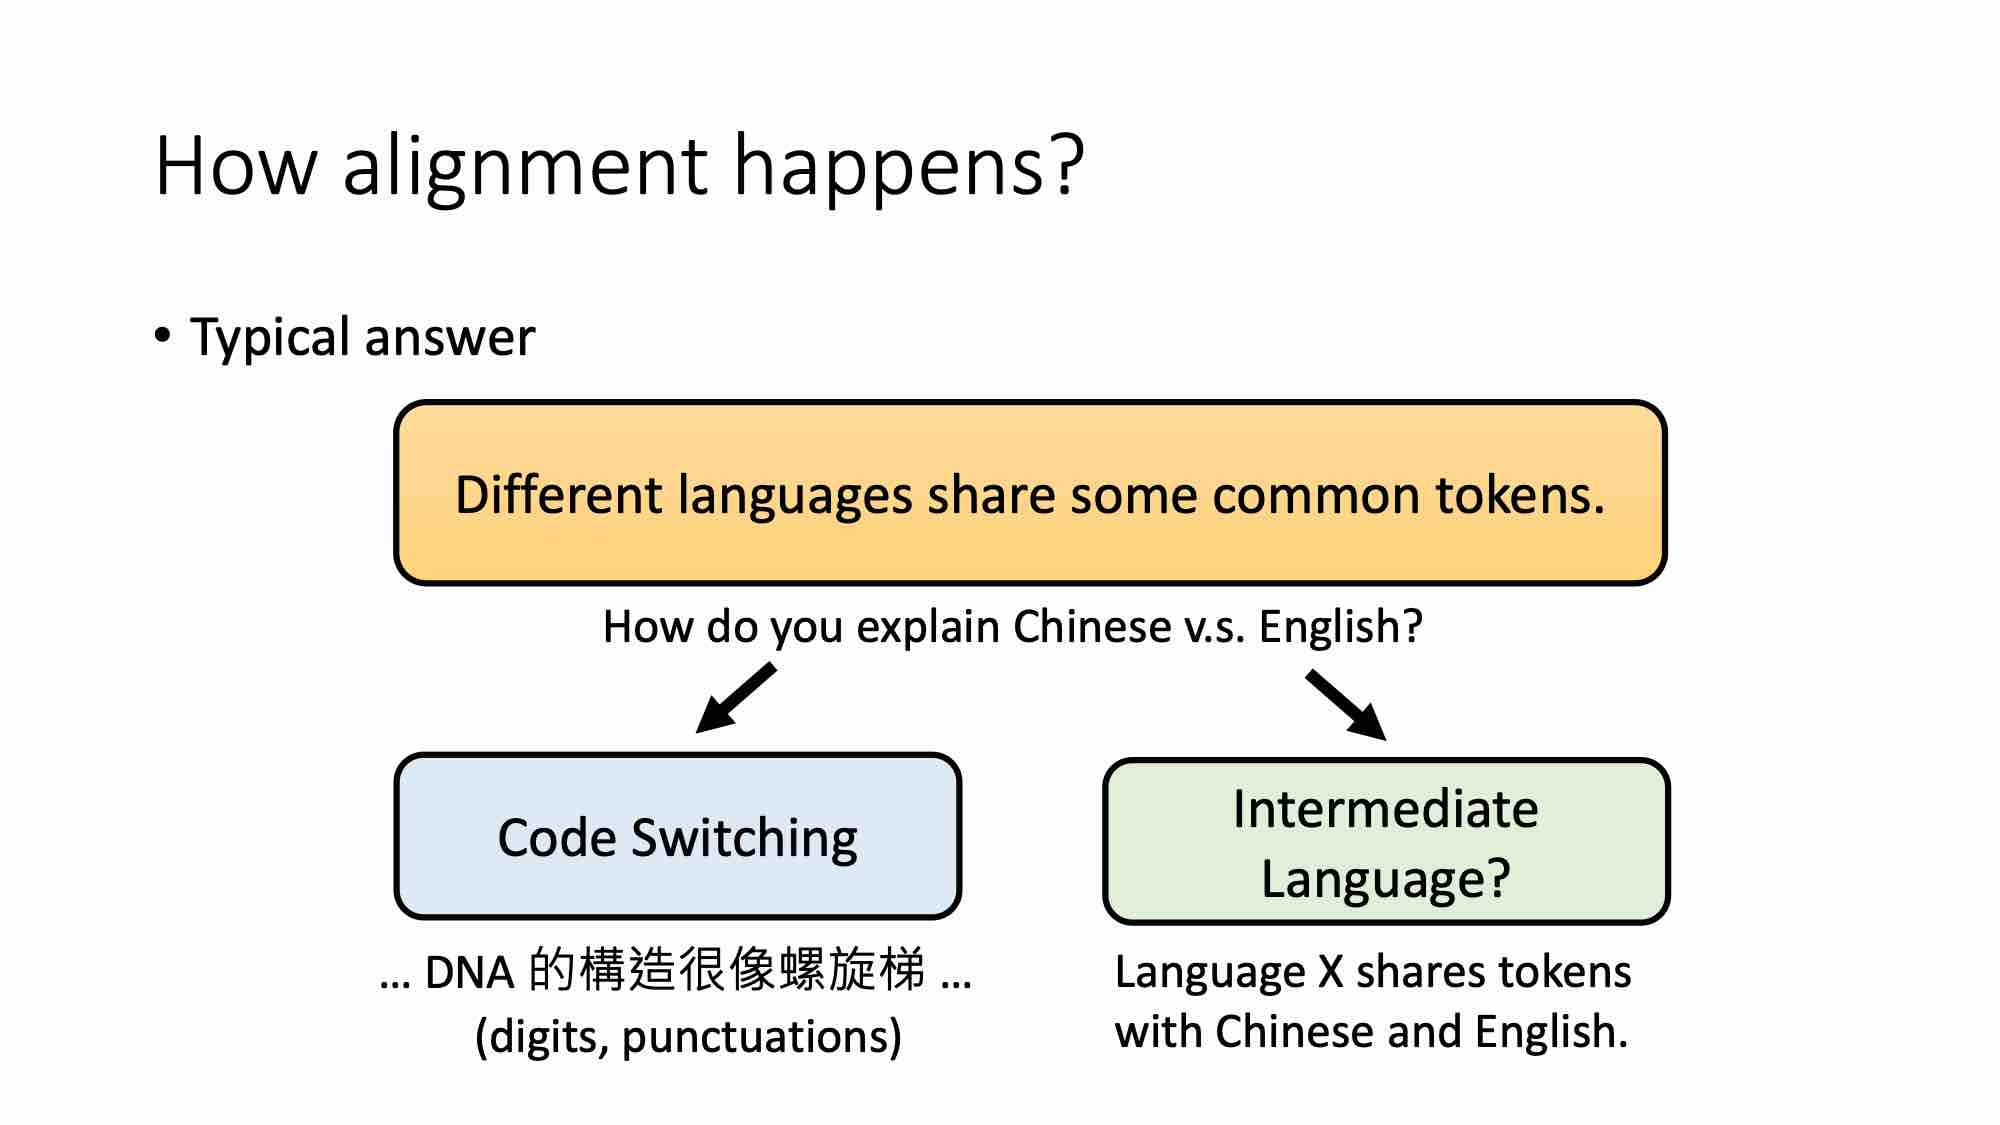 How alignment happens?
• Typical answer
Different languages share some common tokens.
How do you explain Chinese v.s. English?
Code Switching
Intermediate
Language?
... DNA 的構造很像螺旋梯 ...
(digits, punctuations)
Language X shares tokens
with Chinese and English.